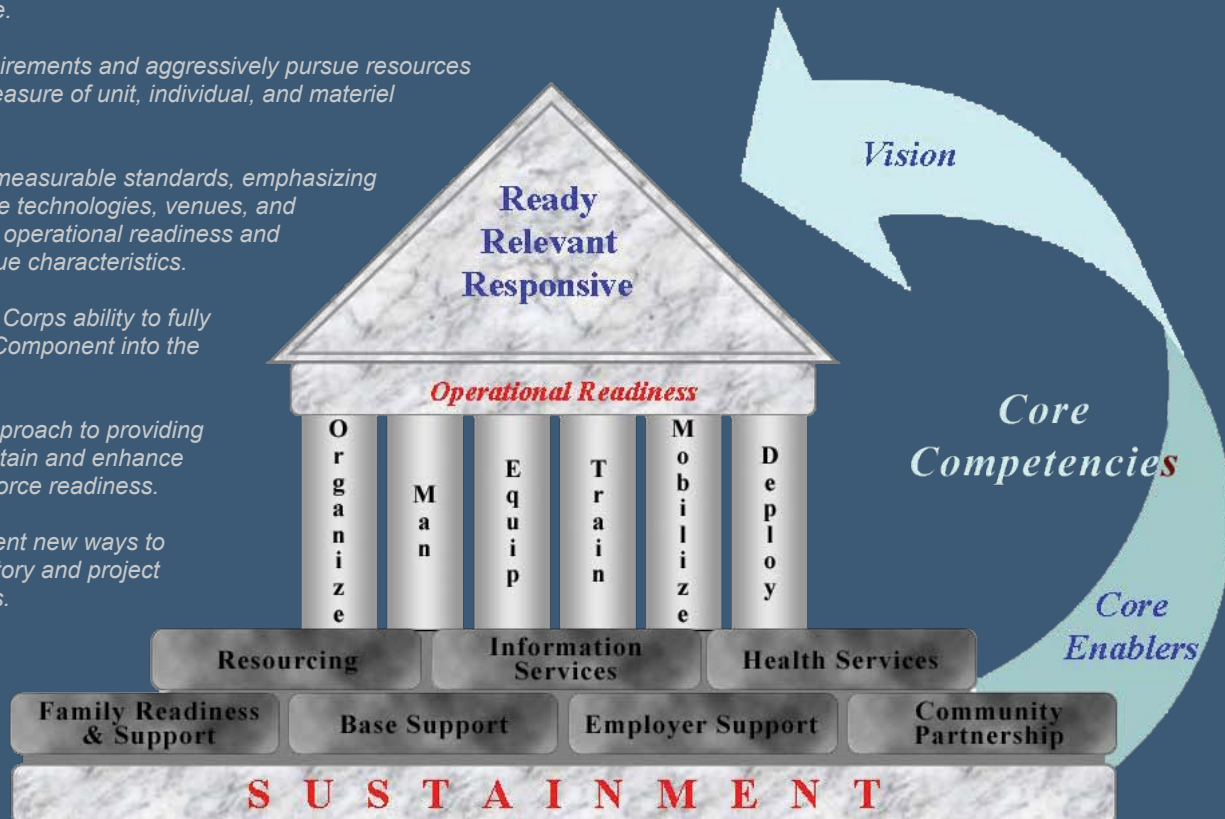 e.
irements and aggressively pursue resources
easure of unit, individual, and materiel
measurable standards, emphasizing
e technologies, venues, and
operational readiness and
ue characteristics.
Corps ability to fully
Component into the
proach to providing
tain and enhance
orce readiness.
ent new ways to
tory and project
s.
Ready
Relevant
Responsive
Operational Readiness
Organize
Man
Equip
Train
Mobilize
Deploy
Resourcing
Information
Services
Health Services
Family Readiness
& Support
Base Support
Employer Support
Community
Partnership
SUSTAINMENT
Vision
Core
Competencies
Core
Enablers